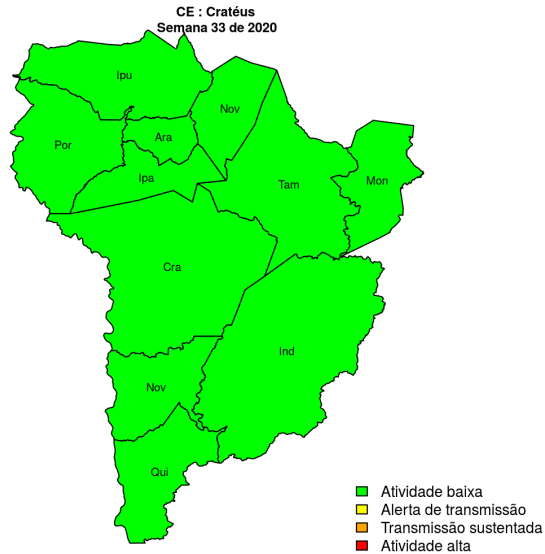 CE : Cratéus
Semana 33 de 2020
Ipu
Nov
Por
Ara
Ipa
Tam
Mon
Cra
Ind
Nov
Qui
Atividade baixa
Alerta de transmissão
Transmissão sustentada
Atividade alta